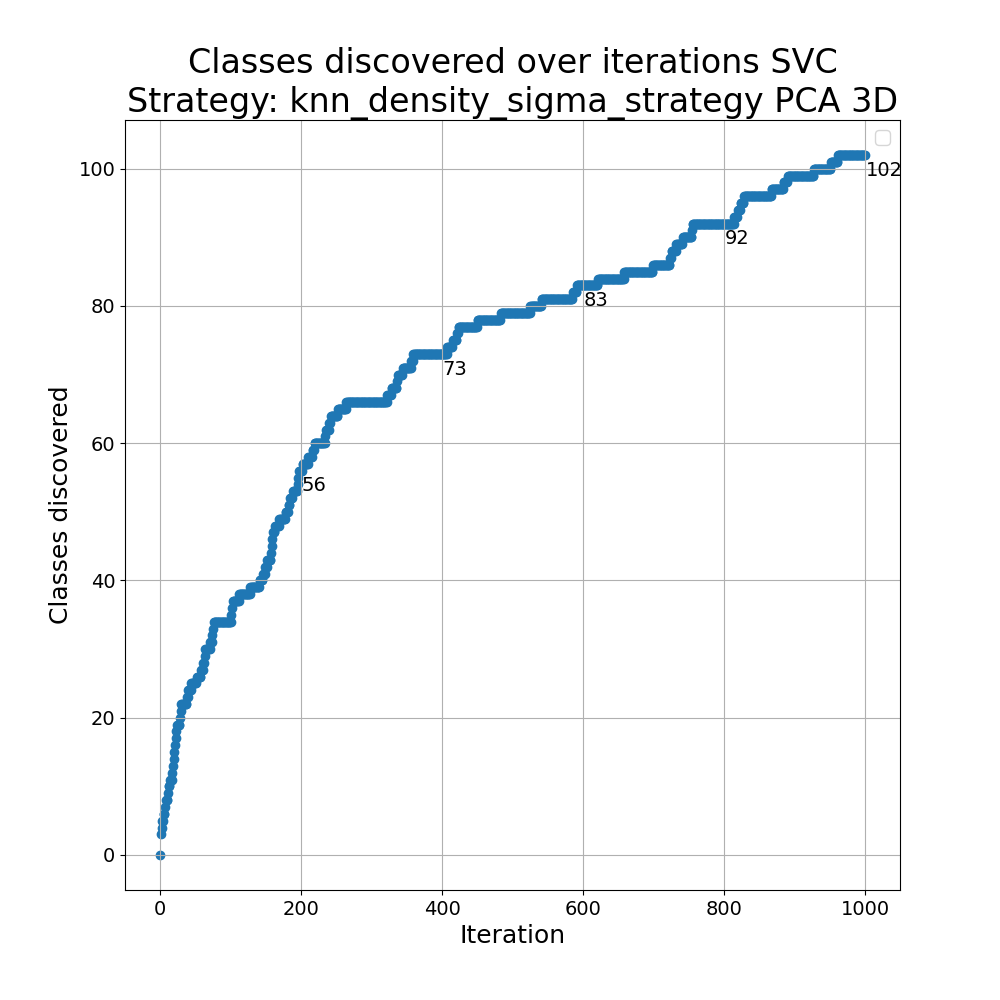 Classes discovered over iterations SVC
Strategy: knn_density_sigma_strategy PCA 3D
Classes discovered
100
80
60
40
20
0
102
92
83
73
56
0 200 400 600 800 1000
Iteration